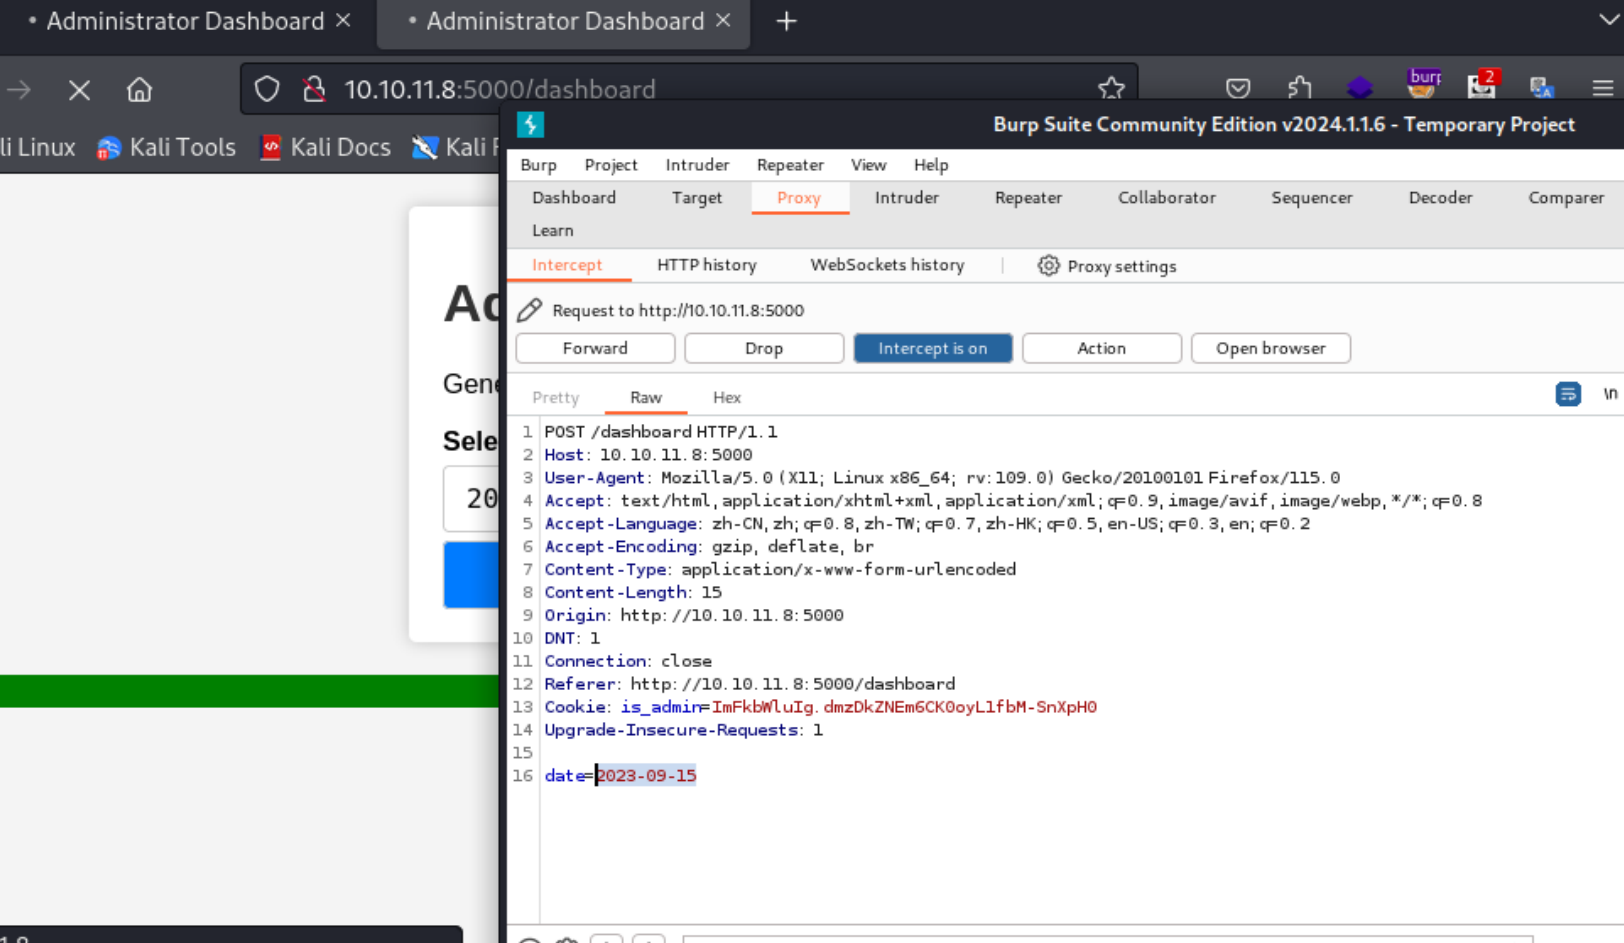 Administrator Dashboard
Administrator Dashboard
10.10.11.8:5000/dashboard
burp
2
li Linux
Kali Tools
Kali Docs
Kali F
Burp Suite Community Edition v2024.1.1.6 - Temporary Project
Burp Project Intruder Repeater View Help
Dashboard Target Proxy Intruder Repeater Collaborator Sequencer Decoder Comparer
Learn
Intercept HTTP history WebSockets history Proxy settings
Request to http://10.10.11.8:5000
Forward Drop Intercept is on Action Open browser
Pretty Raw Hex \n
Ad
Gene
Sele
20
1 POST /dashboard HTTP/1.1
2 Host: 10.10.11.8:5000
3 User-Agent: Mozilla/5.0 (X11; Linux x86_64; rv:109.0) Gecko/20100101 Firefox/115.0
4 Accept: text/html,application/xhtml+xml,application/xml;q=0.9,image/avif,image/webp,*/*;q=0.8
5 Accept-Language: zh-CN,zh;q=0.8,zh-TW;q=0.7,zh-HK;q=0.5,en-US;q=0.3,en;q=0.2
6 Accept-Encoding: gzip, deflate, br
7 Content-Type: application/x-www-form-urlencoded
8 Content-Length: 15
9 Origin: http://10.10.11.8:5000
10 DNT: 1
11 Connection: close
12 Referer: http://10.10.11.8:5000/dashboard
13 Cookie: is_admin=ImFkbWluIg.dmzDkZNEm6CK0oyL1fbM-SnXpH0
14 Upgrade-Insecure-Requests: 1
15
16 date=2023-09-15